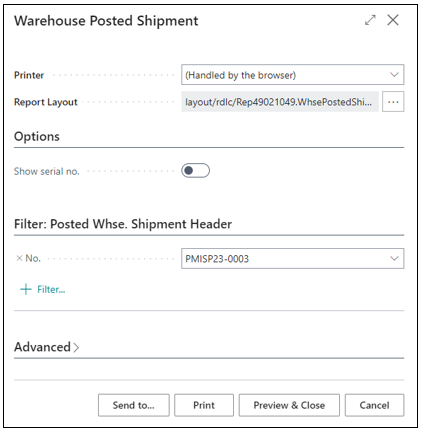 Warehouse Posted Shipment
Printer (Handled by the browser)
Report Layout layout/rdlc/Rep49021049.WhsePostedShi... ...
Options
Show serial no.
Filter: Posted Whse. Shipment Header
× No. PMISP23-0003
+ Filter...
Advanced >
Send to... Print Preview & Close Cancel